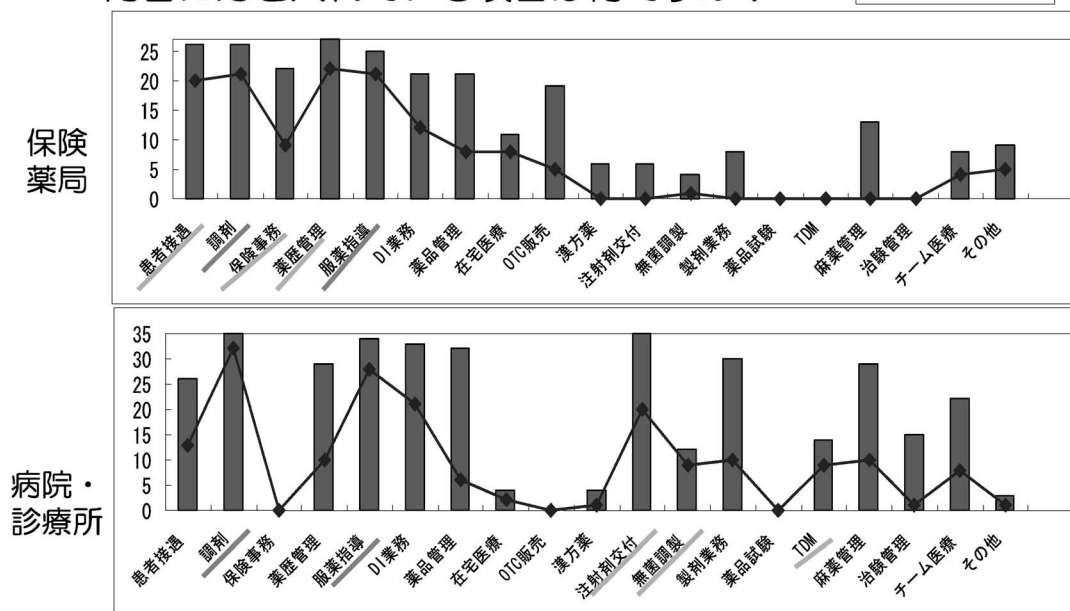 保険
薬局
25
20
15
10
5
0
患者接遇
調剤
保険事務
薬歴管理
服薬指導
DI業務
薬品管理
在宅医療
OTC販売
漢方薬
注射剤交付
無菌調製
製剤業務
薬品試験
TDM
麻薬管理
治験管理
チーム医療
その他
病院・
診療所
35
30
25
20
15
10
5
0
患者接遇
調剤
保険事務
薬歴管理
服薬指導
DI業務
薬品管理
在宅医療
OTC販売
漢方薬
注射剤交付
無菌調製
製剤業務
薬品試験
TDM
麻薬管理
治験管理
チーム医療
その他